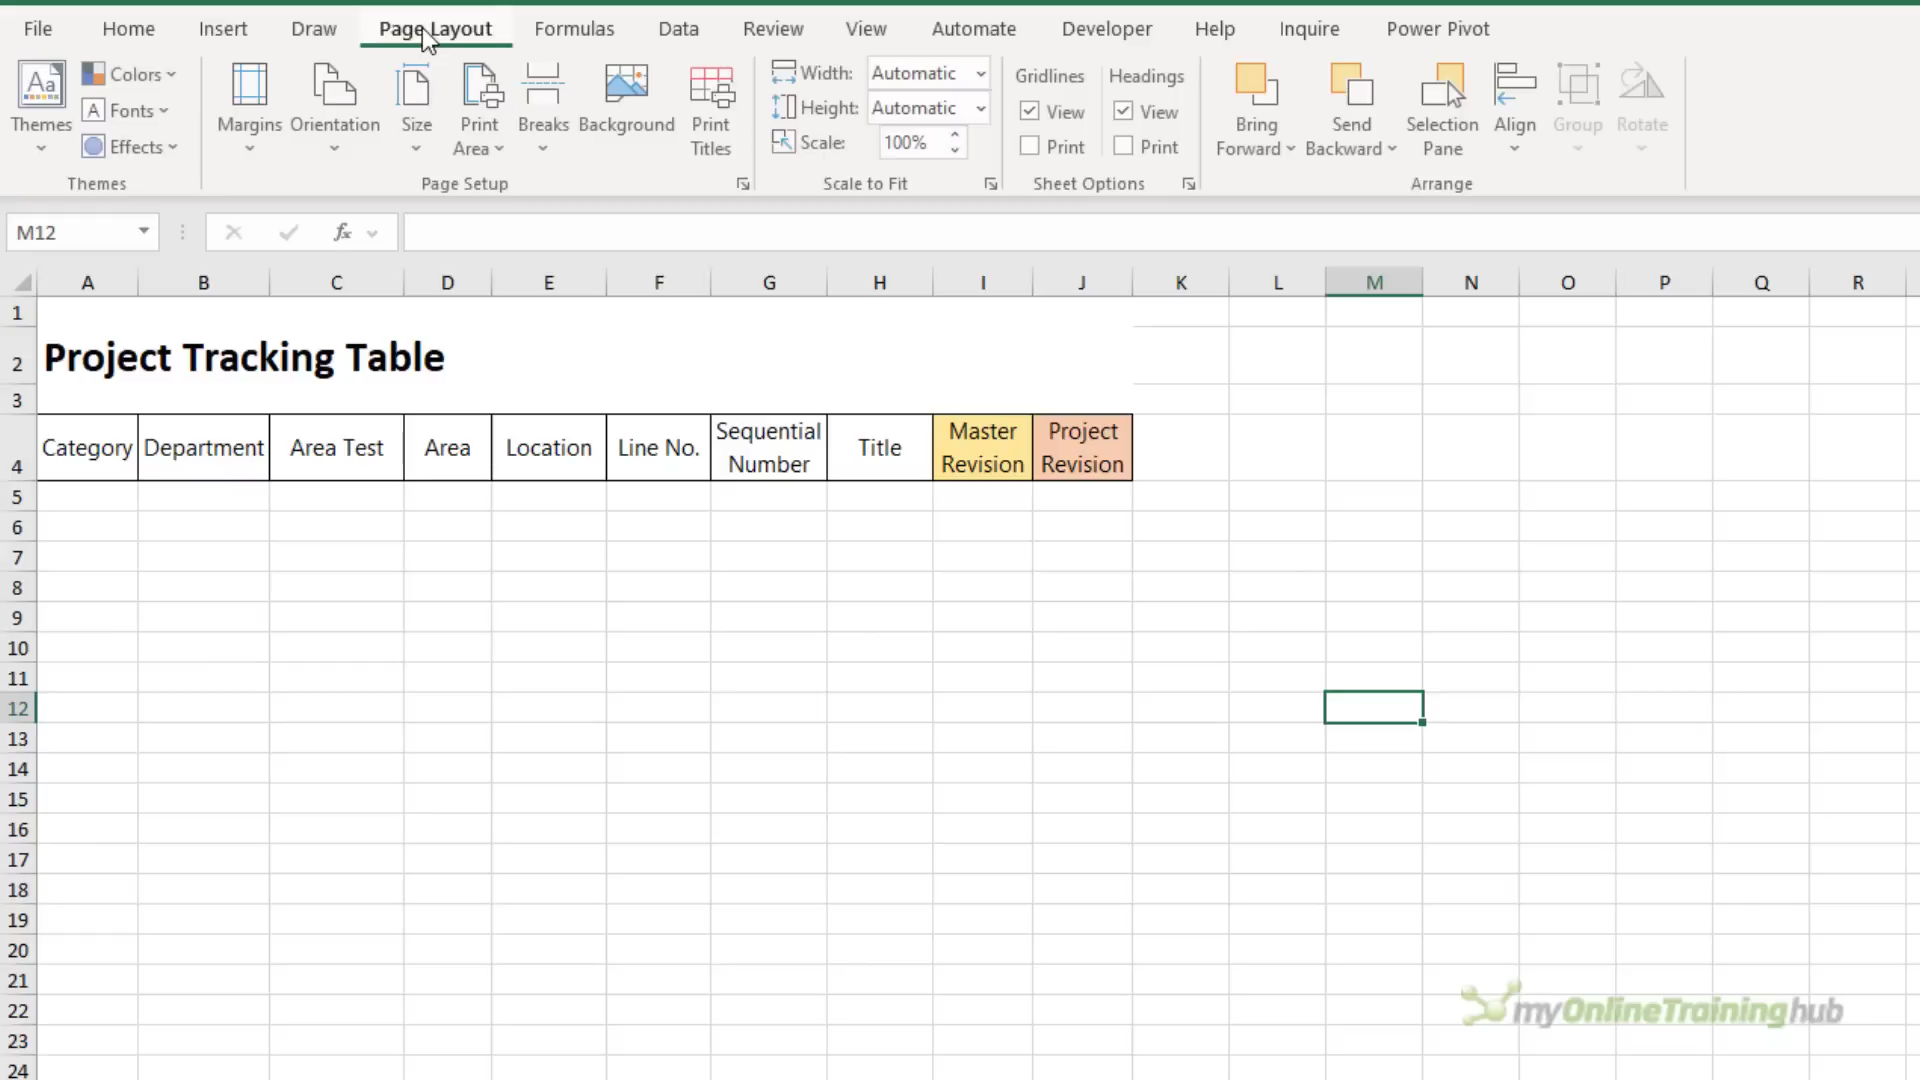 File Home Insert Draw Page Layout Formulas Data Review View Automate Developer Help Inquire Power Pivot
Aa
Themes
A
Colors
Fonts
Effects
Themes
Margins Orientation Size Print Area Breaks Background Print Titles
Page Setup
Width: Automatic
Height: Automatic
Scale: 100%
Scale to Fit
Gridlines Headings
View View
Print Print
Sheet Options
Bring Forward Send Backward Selection Pane Align Group Rotate
Arrange
M12
fx
A B C D E F G H I J K L M N O P Q R
1
2 Project Tracking Table
3
4 Category Department Area Test Area Location Line No. Sequential Number Title Master Revision Project Revision
5
6
7
8
9
10
11
12
13
14
15
16
17
18
19
20
21
22
23
24
myOnlineTraininghub